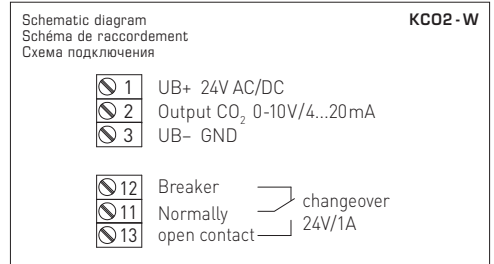 Schematic diagram KCO2-W
Schéma de raccordement
Схема подключения
1 UB+ 24V AC/DC
2 Output CO₂ 0-10V/4...20mA
3 UB– GND
12 Breaker
11 Normally
13 open contact
changeover
24V/1A